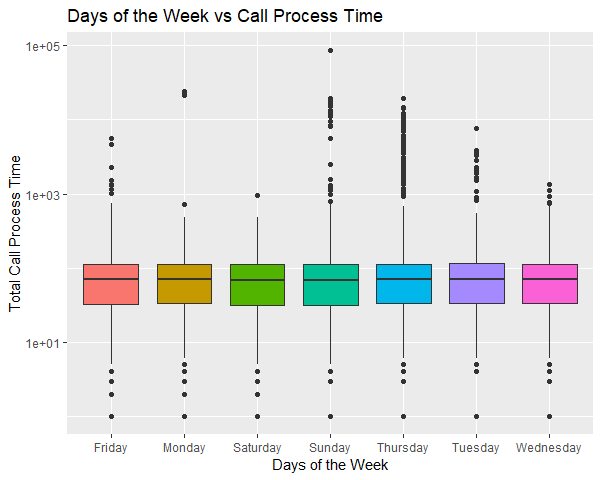 Days of the Week vs Call Process Time
1e+05
1e+03
1e+01
Total Call Process Time
Friday Monday Saturday Sunday Thursday Tuesday Wednesday
Days of the Week